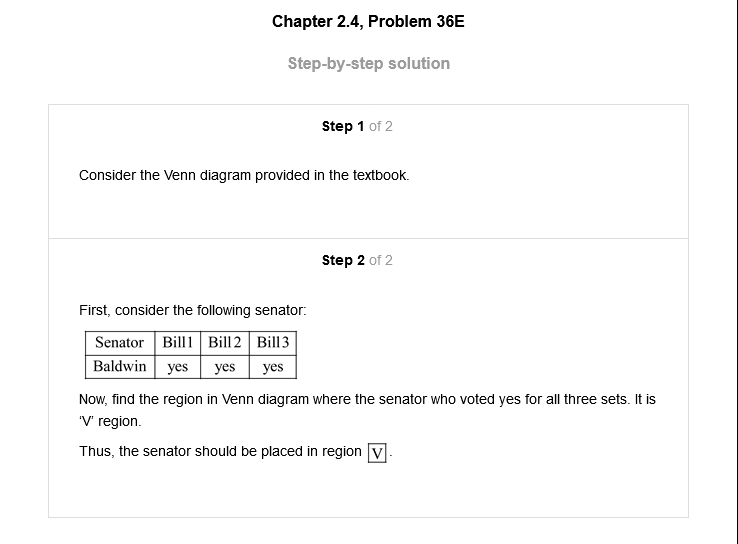 Chapter 2.4, Problem 36E
Step-by-step solution
Step 1 of 2
Consider the Venn diagram provided in the textbook.
Step 2 of 2
First, consider the following senator:
Senator Bill1 Bill2 Bill3
Baldwin yes yes yes
Now, find the region in Venn diagram where the senator who voted yes for all three sets. It is
‘V’ region.
Thus, the senator should be placed in region V.